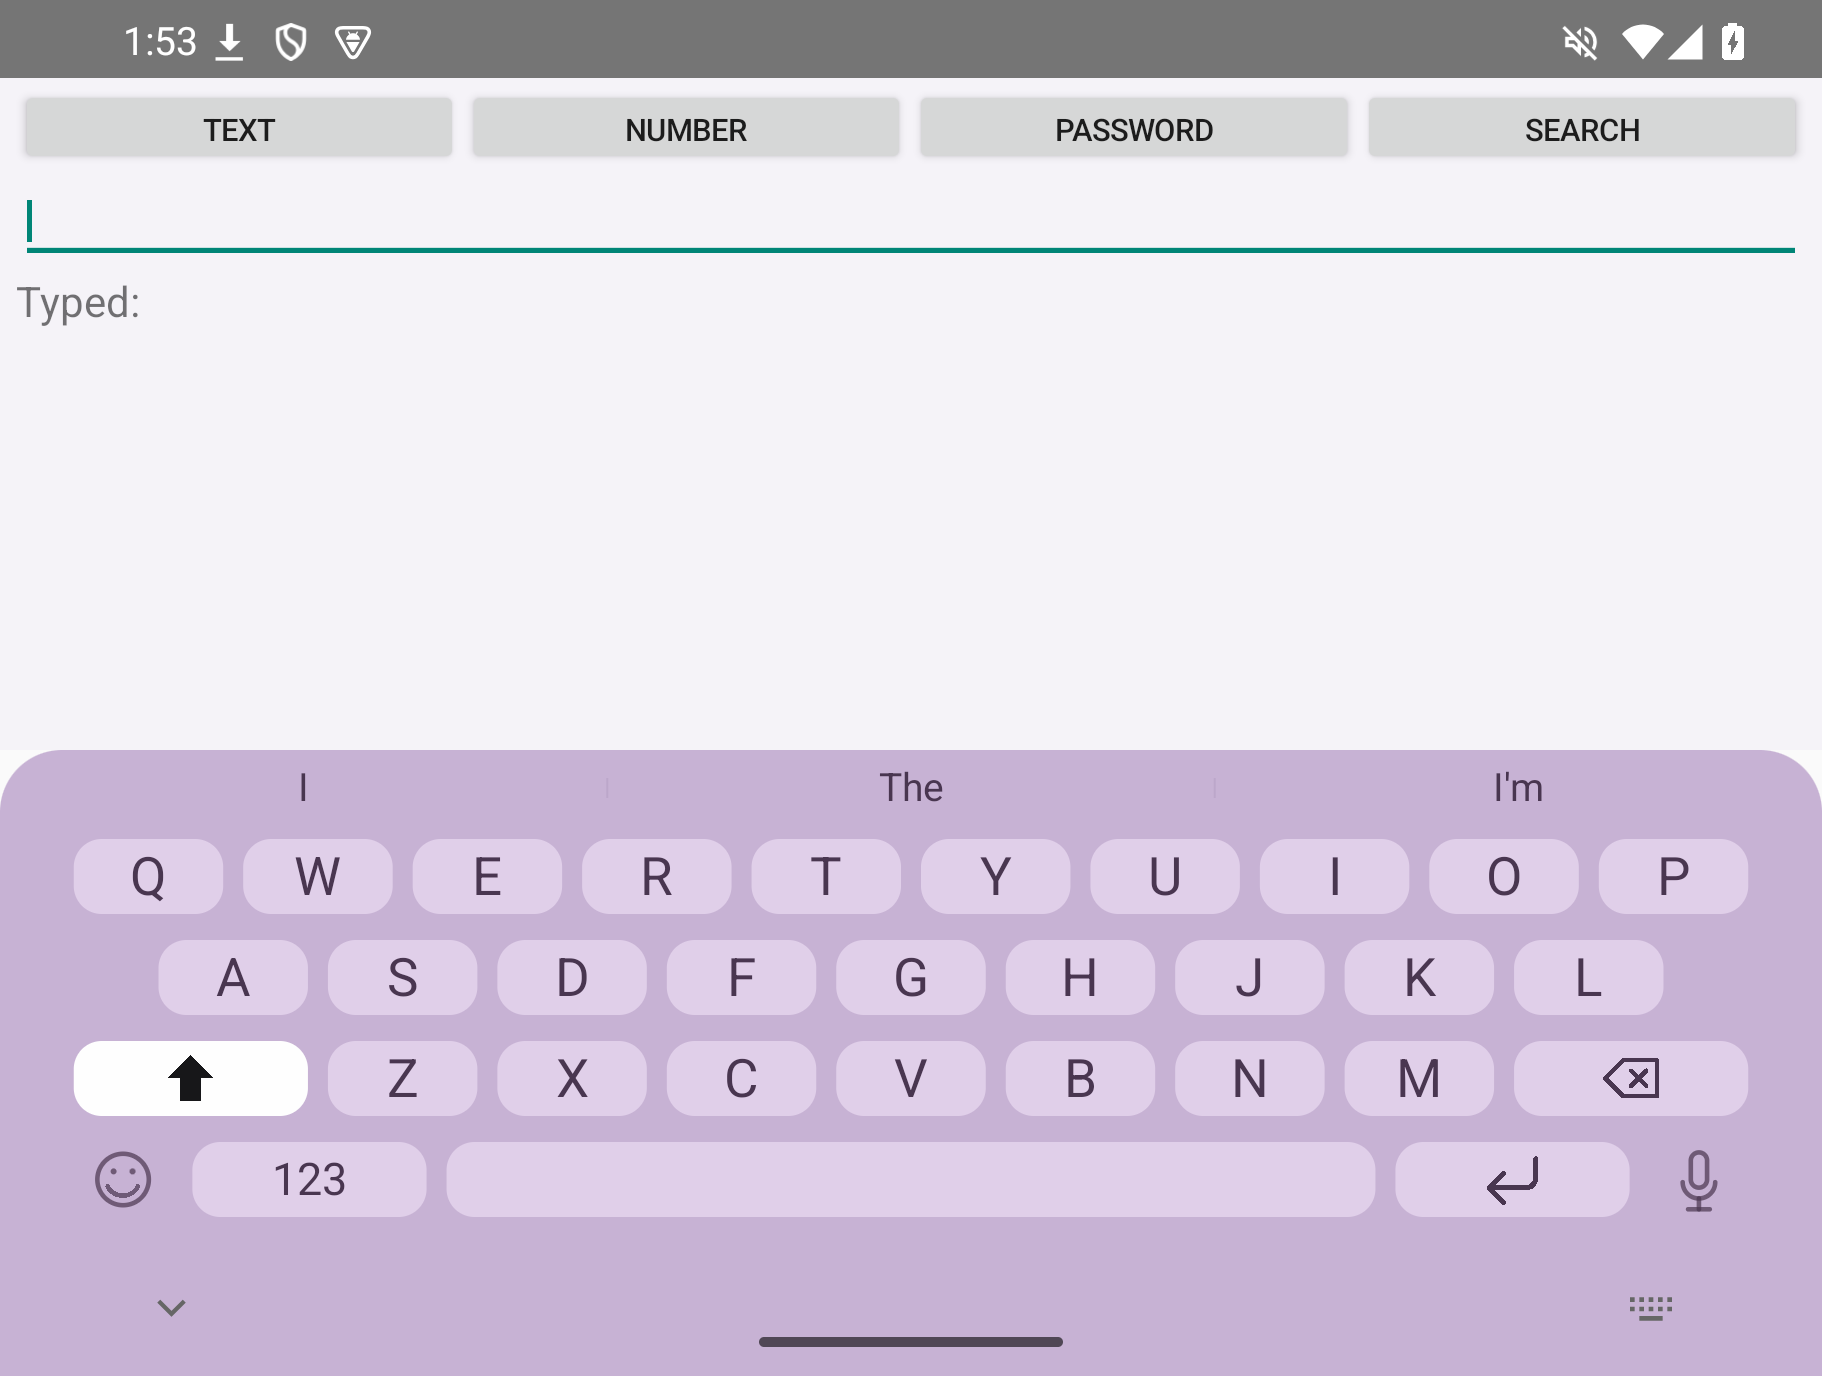 1:53
TEXT NUMBER PASSWORD SEARCH
Typed:
I The I'm
Q W E R T Y U I O P
A S D F G H J K L
Z X C V B N M
123